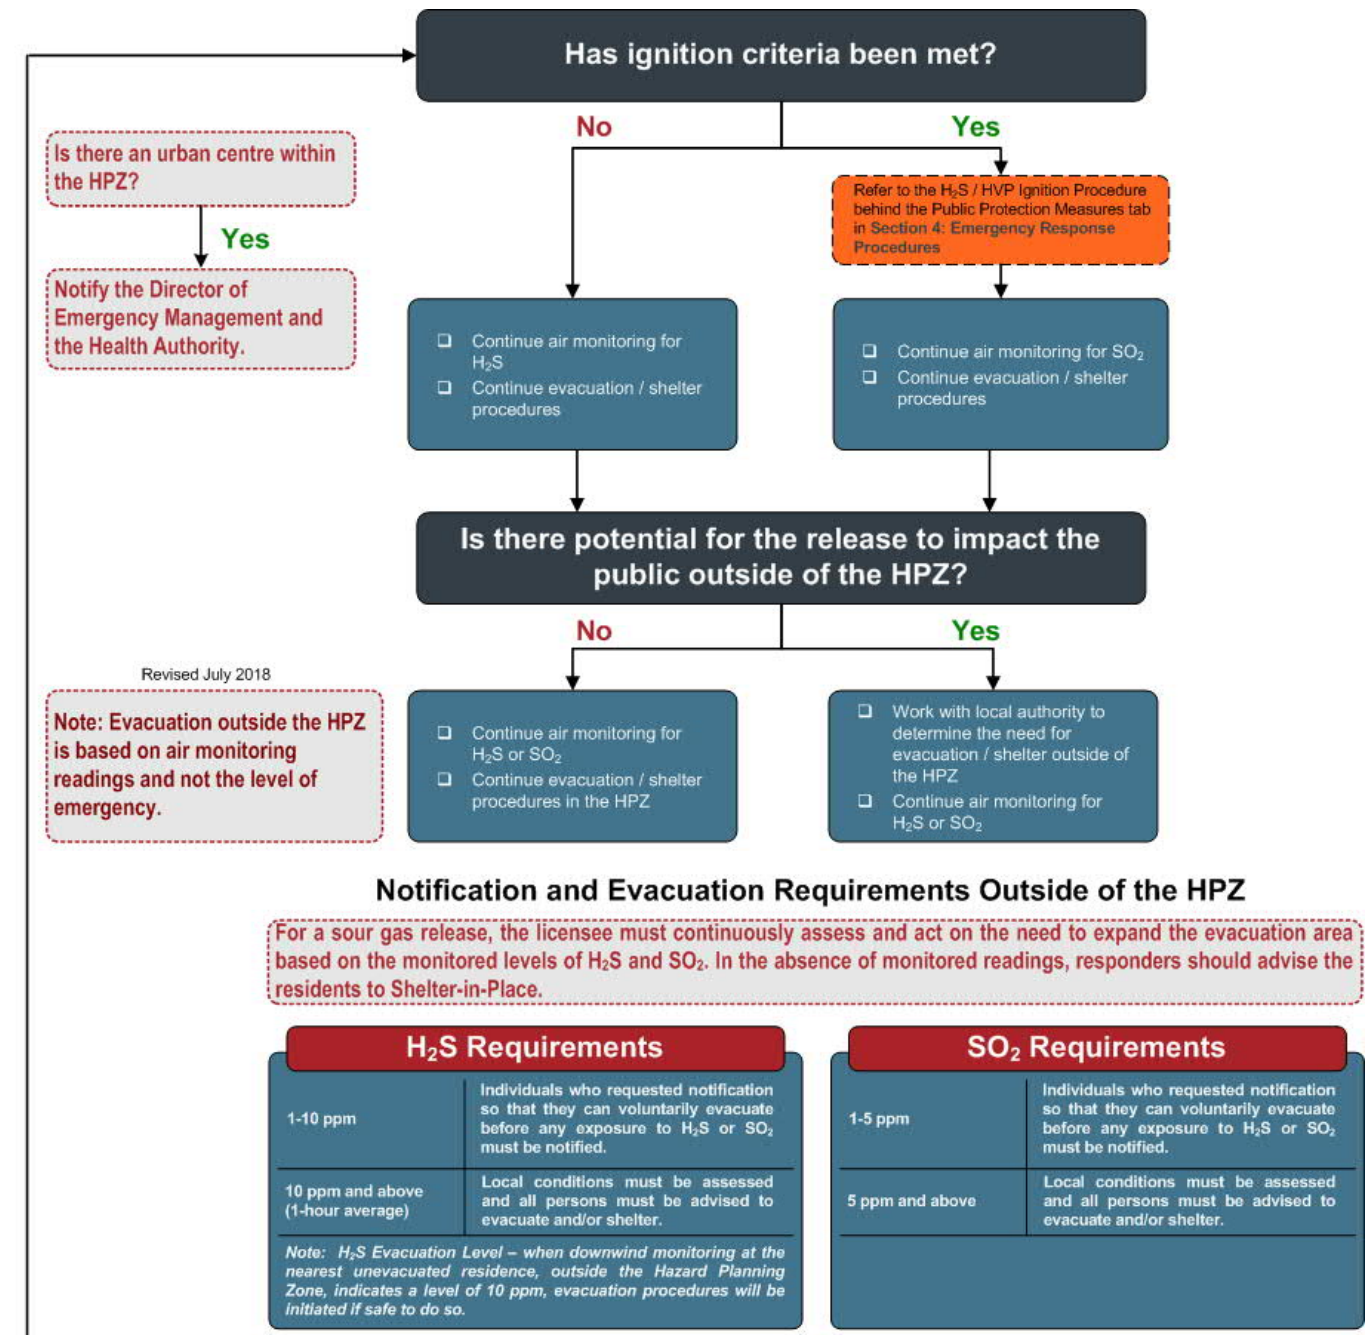 Has ignition criteria been met?
No
Yes
Is there an urban centre within
the HPZ?
Yes
Notify the Director of
Emergency Management and
the Health Authority.
Refer to the H₂S / HVP Ignition Procedure
behind the Public Protection Measures tab
in Section 4: Emergency Response
Procedures
❑ Continue air monitoring for
H₂S
❑ Continue evacuation / shelter
procedures
❑ Continue air monitoring for SO₂
❑ Continue evacuation / shelter
procedures
Is there potential for the release to impact the
public outside of the HPZ?
No
Yes
Revised July 2018
Note: Evacuation outside the HPZ
is based on air monitoring
readings and not the level of
emergency.
❑ Continue air monitoring for
H₂S or SO₂
❑ Continue evacuation / shelter
procedures in the HPZ
❑ Work with local authority to
determine the need for
evacuation / shelter outside of
the HPZ
❑ Continue air monitoring for
H₂S or SO₂
Notification and Evacuation Requirements Outside of the HPZ
For a sour gas release, the licensee must continuously assess and act on the need to expand the evacuation area
based on the monitored levels of H₂S and SO₂. In the absence of monitored readings, responders should advise the
residents to Shelter-in-Place.
H₂S Requirements
1-10 ppm
Individuals who requested notification
so that they can voluntarily evacuate
before any exposure to H₂S or SO₂
must be notified.
10 ppm and above
(1-hour average)
Local conditions must be assessed
and all persons must be advised to
evacuate and/or shelter.
Note: H₂S Evacuation Level – when downwind monitoring at the
nearest unevacuated residence, outside the Hazard Planning
Zone, indicates a level of 10 ppm, evacuation procedures will be
initiated if safe to do so.
SO₂ Requirements
1-5 ppm
Individuals who requested notification
so that they can voluntarily evacuate
before any exposure to H₂S or SO₂
must be notified.
5 ppm and above
Local conditions must be assessed
and all persons must be advised to
evacuate and/or shelter.